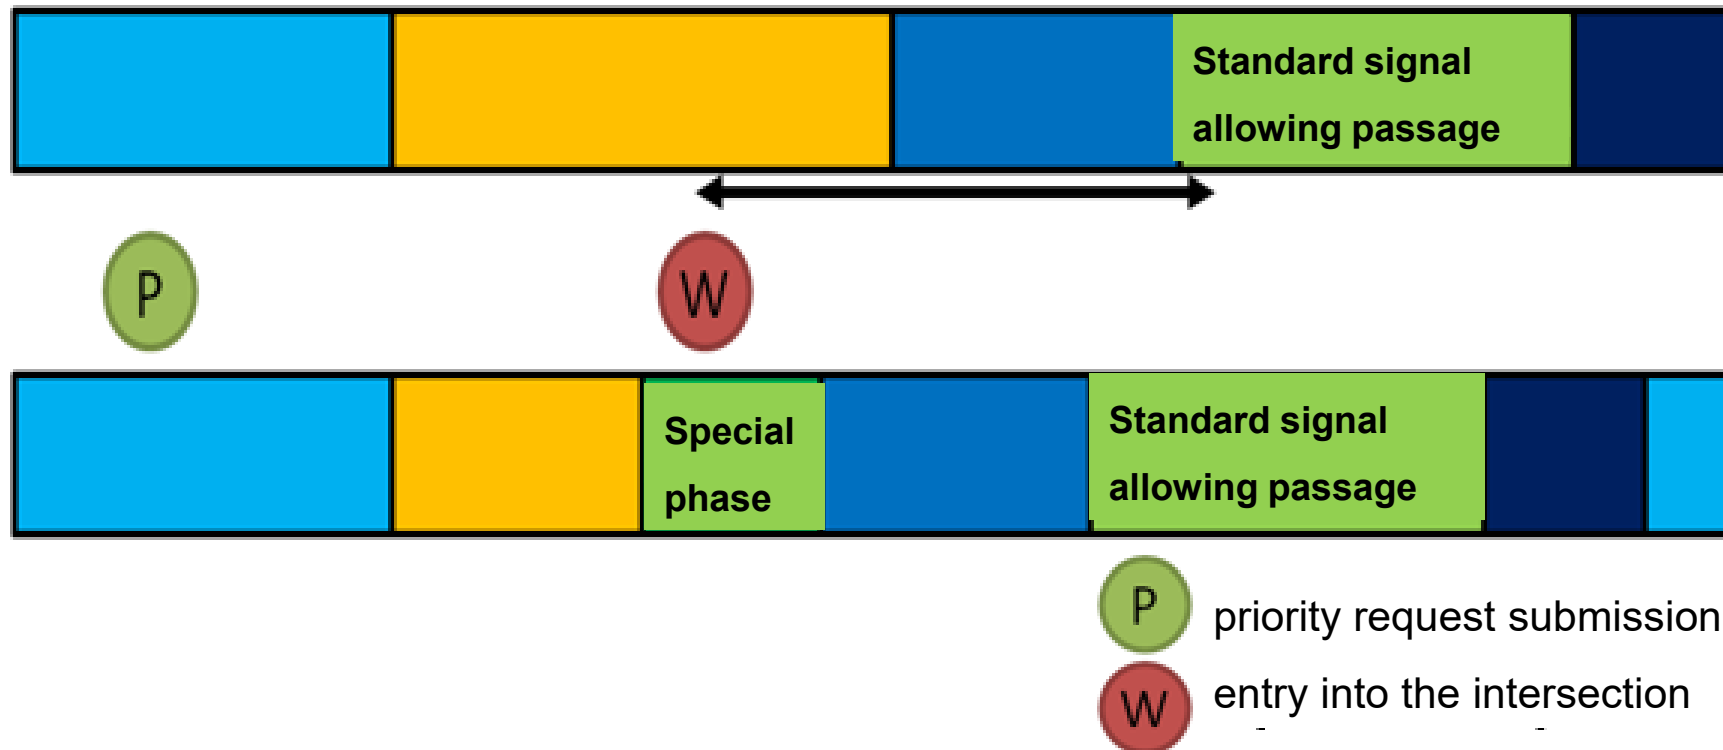 Standard signal
allowing passage
P
W
Special
phase
Standard signal
allowing passage
P
priority request submission
W
entry into the intersection